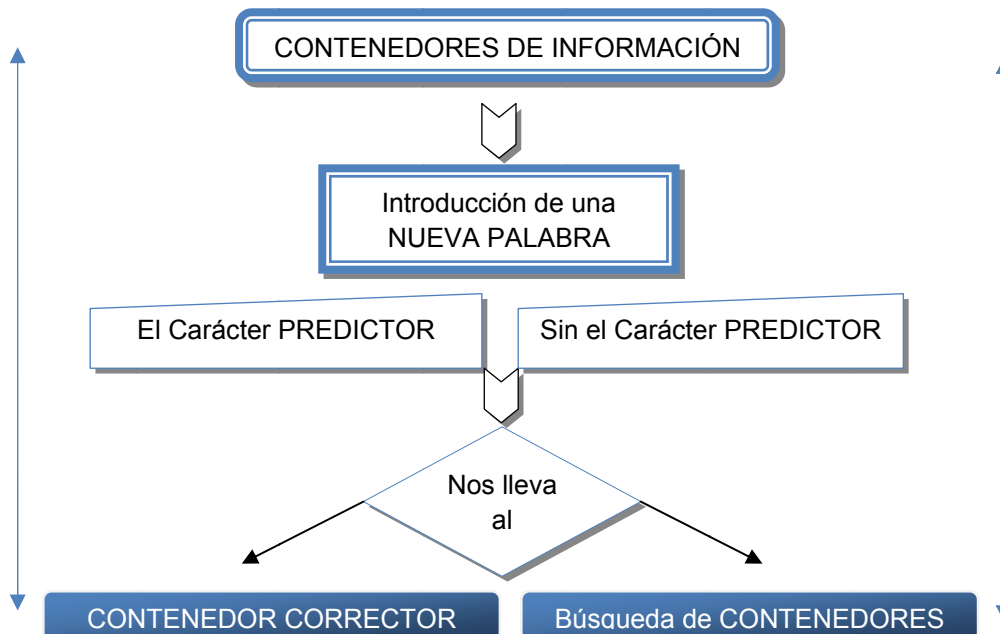 CONTENEDORES DE INFORMACIÓN
Introducción de una
NUEVA PALABRA
El Carácter PREDICTOR
Sin el Carácter PREDICTOR
Nos lleva
al
CONTENEDOR CORRECTOR
Búsqueda de CONTENEDORES